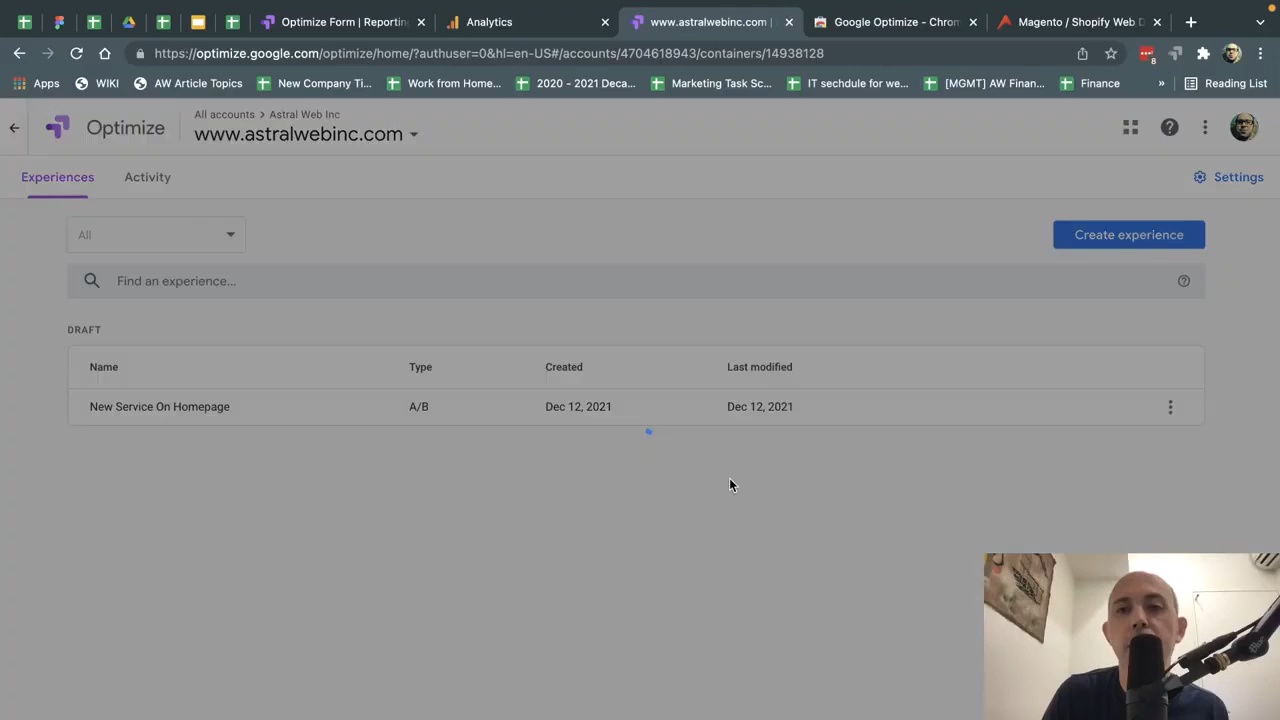 Optimize Form | Reportin
Analytics
www.astralwebinc.com |
Google Optimize - Chrom
Magento / Shopify Web D
https://optimize.google.com/optimize/home/?authuser=0&hl=en-US#/accounts/4704618943/containers/14938128
8
Apps
WIKI
AW Article Topics
New Company Ti...
Work from Home...
2020 - 2021 Deca...
Marketing Task Sc...
IT techdule for we...
[MGMT] AW Finan...
Finance
»
Reading List
Optimize
All accounts > Astral Web Inc
www.astralwebinc.com
Experiences
Activity
Settings
All
Create experience
Find an experience...
DRAFT
Name
Type
Created
Last modified
New Service On Homepage
A/B
Dec 12, 2021
Dec 12, 2021